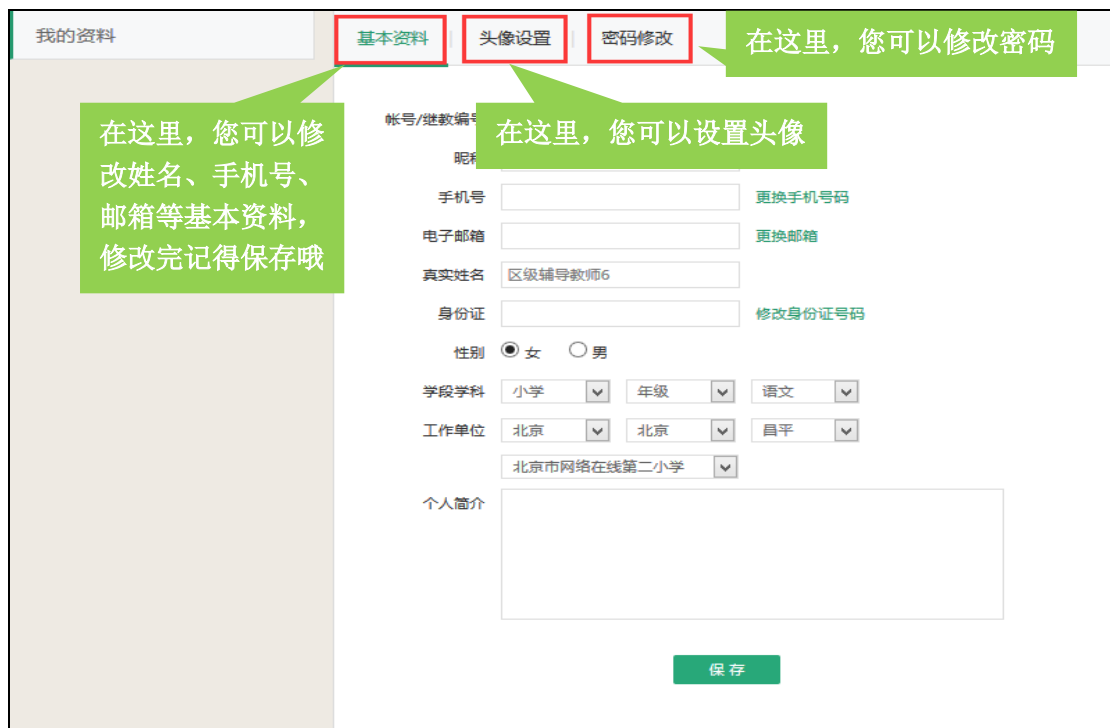 我的资料
基本资料
头像设置
密码修改
在这里，您可以修改密码
在这里，您可以修
改姓名、手机号、
邮箱等基本资料，
修改完记得保存哦
在这里，您可以设置头像
帐号/继教编号
昵称
手机号 更换手机号码
电子邮箱 更换邮箱
真实姓名 区级辅导教师6
身份证 修改身份证号码
性别 女 男
学段学科 小学 年级 语文
工作单位 北京 北京 昌平
北京市网络在线第二小学
个人简介
保存